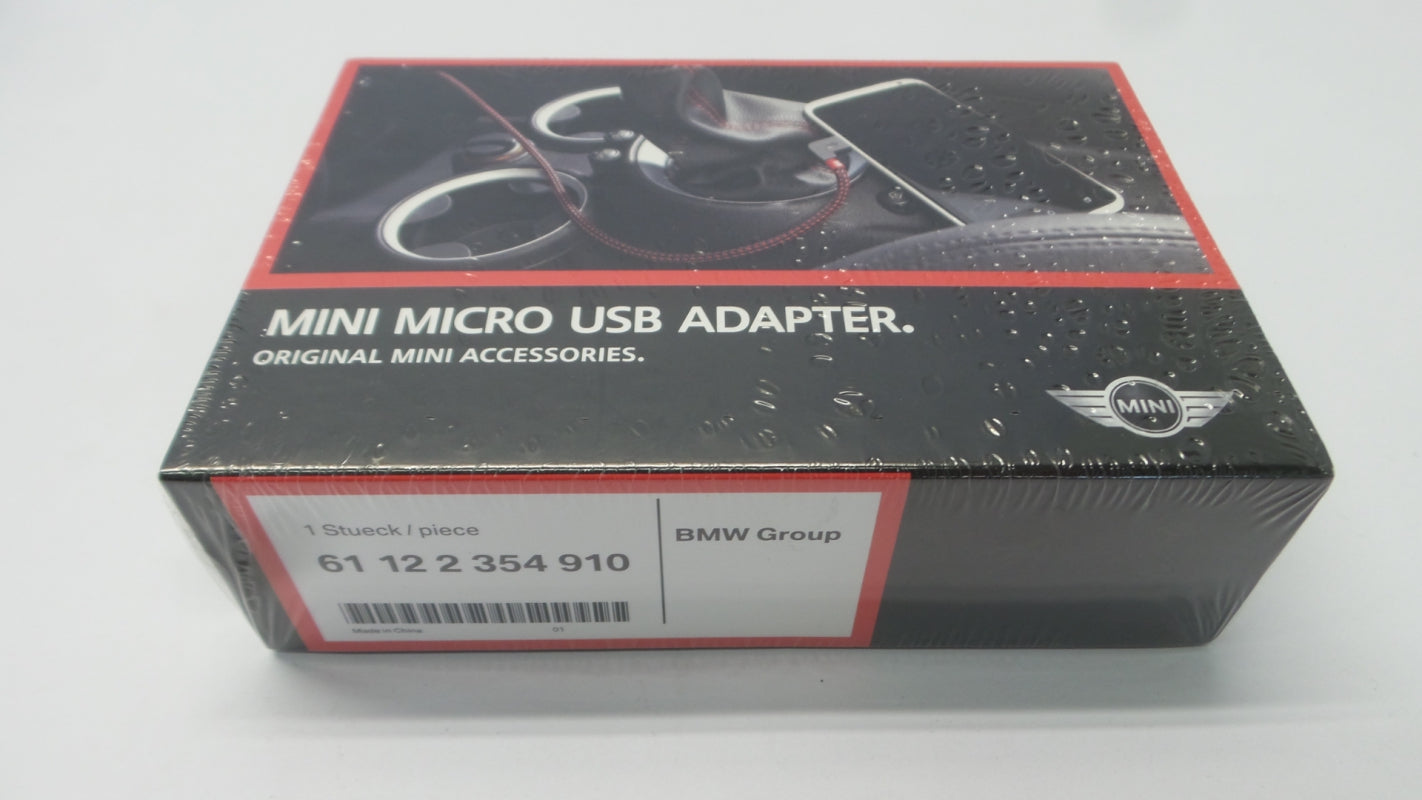 MINI MICRO USB ADAPTER.
ORIGINAL MINI ACCESSORIES.
MINI
1 Stueck / piece
61 12 2 354 910
BMW Group
Made in China 01